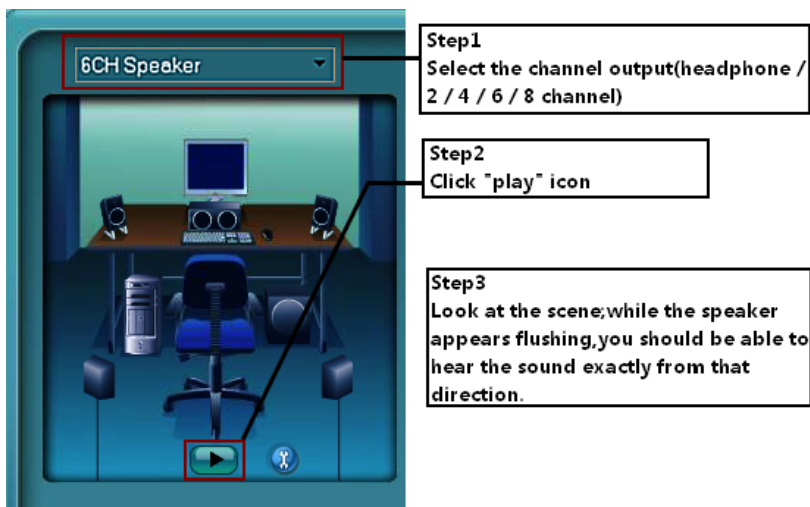 6CH Speaker
Step1
Select the channel output(headphone /
2 / 4 / 6 / 8 channel)
Step2
Click "play" icon
Step3
Look at the scene;while the speaker
appears flushing,you should be able to
hear the sound exactly from that
direction.